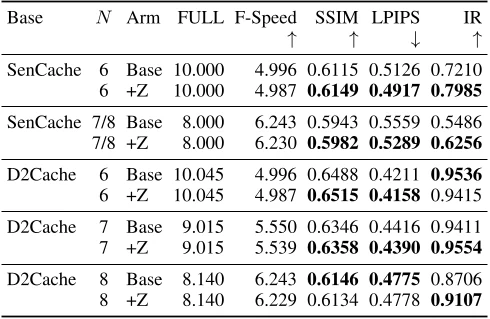 Base N Arm FULL F-Speed SSIM LPIPS IR
↑ ↑ ↓ ↑
SenCache 6 Base 10.000 4.996 0.6115 0.5126 0.7210
6 +Z 10.000 4.987 0.6149 0.4917 0.7985
SenCache 7/8 Base 8.000 6.243 0.5943 0.5559 0.5486
7/8 +Z 8.000 6.230 0.5982 0.5289 0.6256
D2Cache 6 Base 10.045 4.996 0.6488 0.4211 0.9536
6 +Z 10.045 4.987 0.6515 0.4158 0.9415
D2Cache 7 Base 9.015 5.550 0.6346 0.4416 0.9411
7 +Z 9.015 5.539 0.6358 0.4390 0.9554
D2Cache 8 Base 8.140 6.243 0.6146 0.4775 0.8706
8 +Z 8.140 6.229 0.6134 0.4778 0.9107